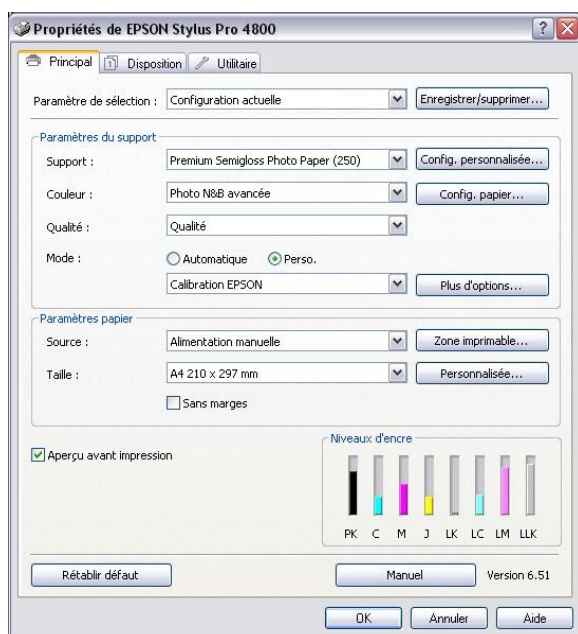 Propriétés de EPSON Stylus Pro 4800
Principal Disposition Utilitaire
Paramètre de sélection : Configuration actuelle Enregistrer/supprimer...
Paramètres du support
Support : Premium Semigloss Photo Paper (250) Config. personnalisée...
Couleur : Photo N&B avancée Config. papier...
Qualité : Qualité
Mode : Automatique Perso.
Calibration EPSON Plus d'options...
Paramètres papier
Source : Alimentation manuelle Zone imprimable...
Taille : A4 210 x 297 mm Personnalisée...
Sans marges
Aperçu avant impression
Niveaux d'encre
PK C M J LK LC LM LLK
Rétablir défaut Manuel Version 6.51
OK Annuler Aide